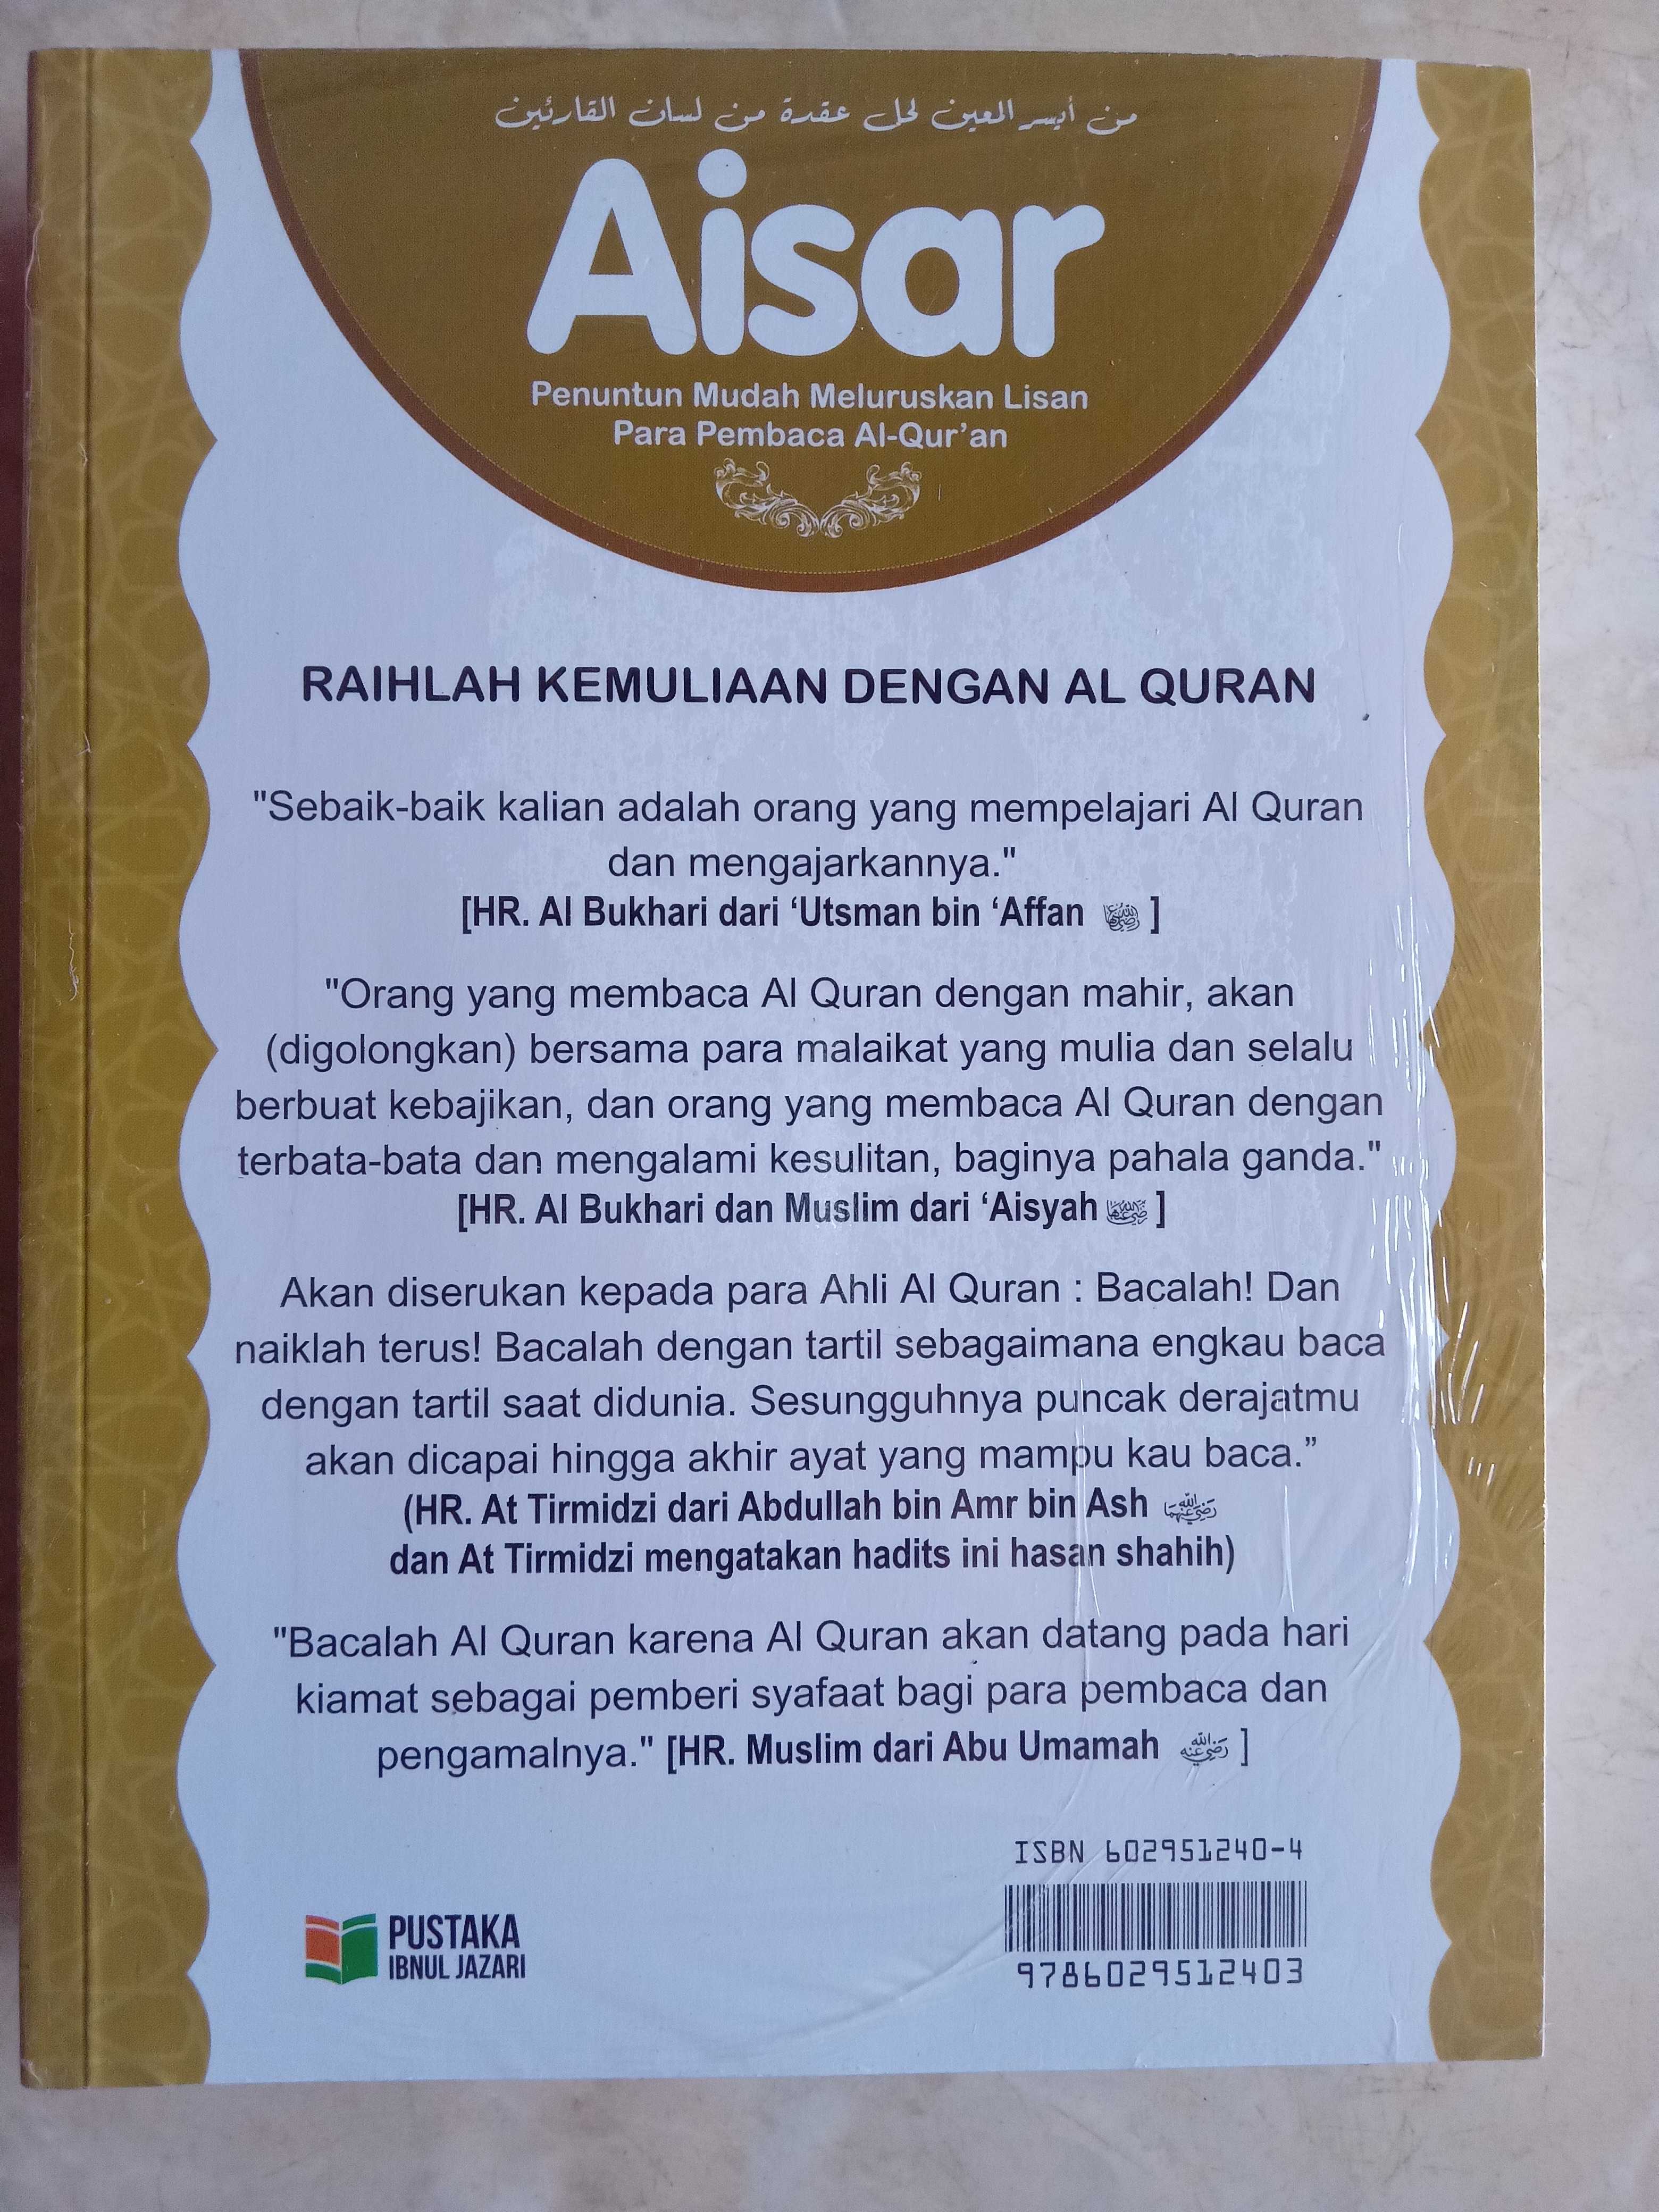 من أيسر المعين لحل عقدة من لسان القارئين
Aisar
Penuntun Mudah Meluruskan Lisan
Para Pembaca Al-Qur’an
RAIHLAH KEMULIAAN DENGAN AL QURAN
"Sebaik-baik kalian adalah orang yang mempelajari Al Quran
dan mengajarkannya."
[HR. Al Bukhari dari ‘Utsman bin ‘Affan ]
"Orang yang membaca Al Quran dengan mahir, akan
(digolongkan) bersama para malaikat yang mulia dan selalu
berbuat kebajikan, dan orang yang membaca Al Quran dengan
terbata-bata dan mengalami kesulitan, baginya pahala ganda."
[HR. Al Bukhari dan Muslim dari ‘Aisyah ]
Akan diserukan kepada para Ahli Al Quran : Bacalah! Dan
naiklah terus! Bacalah dengan tartil sebagaimana engkau baca
dengan tartil saat didunia. Sesungguhnya puncak derajatmu
akan dicapai hingga akhir ayat yang mampu kau baca.”
(HR. At Tirmidzi dari Abdullah bin Amr bin Ash رضي الله عنهما
dan At Tirmidzi mengatakan hadits ini hasan shahih)
"Bacalah Al Quran karena Al Quran akan datang pada hari
kiamat sebagai pemberi syafaat bagi para pembaca dan
pengamalnya." [HR. Muslim dari Abu Umamah رضي الله عنه ]
ISBN 602951240-4
9786029512403
PUSTAKA
IBNUL JAZARI